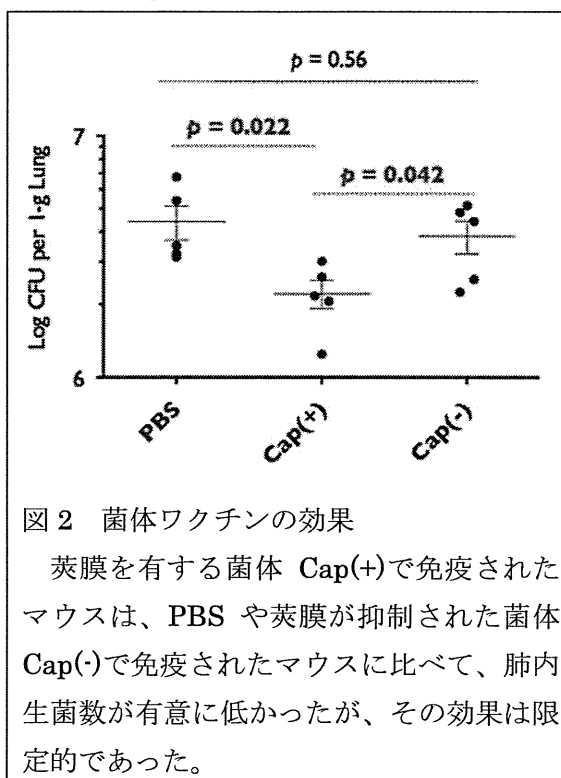 p = 0.56
p = 0.022
p = 0.042
7
6
Log CFU per 1-g Lung
PBS
Cap(+)
Cap(-)
図 2 菌体ワクチンの効果
莢膜を有する菌体 Cap(+)で免疫された
マウスは、PBS や莢膜が抑制された菌体
Cap(-)で免疫されたマウスに比べて、肺内
生菌数が有意に低かったが、その効果は限
定的であった。